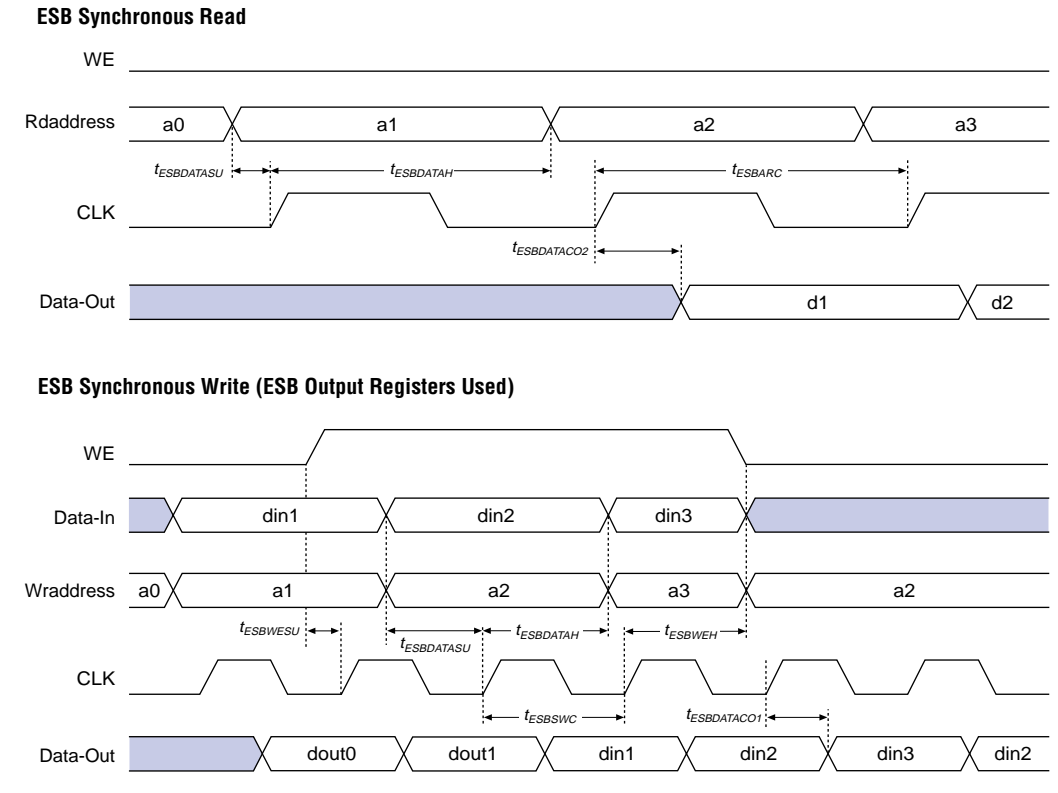 ESB Synchronous Read
WE
Rdaddress a0 a1 a2 a3
tESBDATASU tESBDATAH tESBARC
CLK
tESBDATACO2
Data-Out d1 d2
ESB Synchronous Write (ESB Output Registers Used)
WE
Data-In din1 din2 din3
Wraddress a0 a1 a2 a3 a2
tESBWESU tESBDATASU tESBDATAH tESBWEH
CLK
tESBSWC tESBDATACO1
Data-Out dout0 dout1 din1 din2 din3 din2